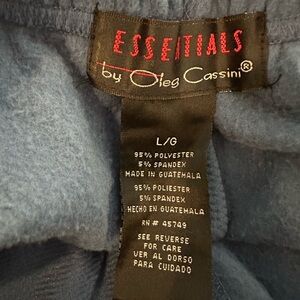 ESSENTIALS
by Oleg Cassini®
L/G
95% POLYESTER
5% SPANDEX
MADE IN GUATEMALA
95% POLIESTER
5% SPANDEX
HECHO EN GUATEMALA
RN# 45749
SEE REVERSE
FOR CARE
VER AL DORSO
PARA CUIDADO